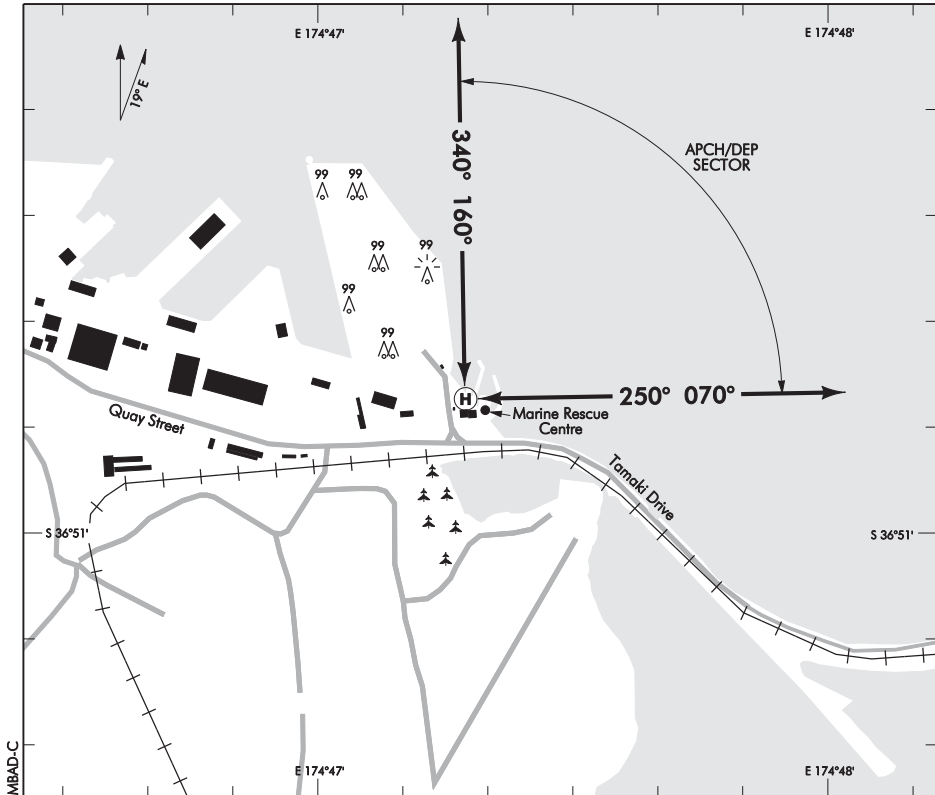 E 174°47'
E 174°48'
19° E
340° 160°
APCH/DEP
SECTOR
99
99
99
99
99
99
H
250° 070°
Marine Rescue
Centre
Quay Street
Tamaki Drive
S 36°51'
S 36°51'
MBAD-C
E 174°47'
E 174°48'